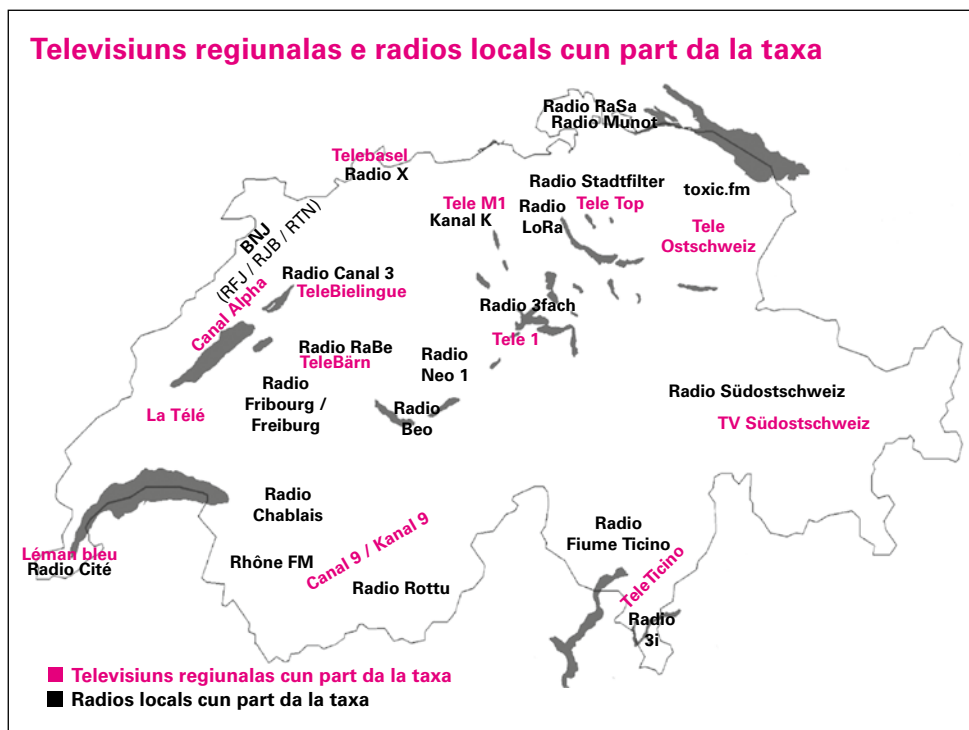 Televisiuns regiunalas e radios locals cun part da la taxa
Radio RaSa
Radio Munot
Telebasel
Radio X
Radio Stadtfilter
toxic.fm
Tele M1
Kanal K
Radio
LoRa
Tele Top
Tele
Ostschweiz
BNJ
(RFJ / RJB / RTN)
Radio Canal 3
TeleBielingue
Canal Alpha
Radio 3fach
Tele 1
Radio RaBe
TeleBärn
Radio
Neo 1
Radio
Fribourg /
Freiburg
Radio
Beo
La Télé
Radio Südostschweiz
TV Südostschweiz
Radio
Chablais
Léman bleu
Radio Cité
Rhône FM
Canal 9 / Kanal 9
Radio Rottu
Radio
Fiume Ticino
TeleTicino
Radio
3i
Televisiuns regiunalas cun part da la taxa
Radios locals cun part da la taxa